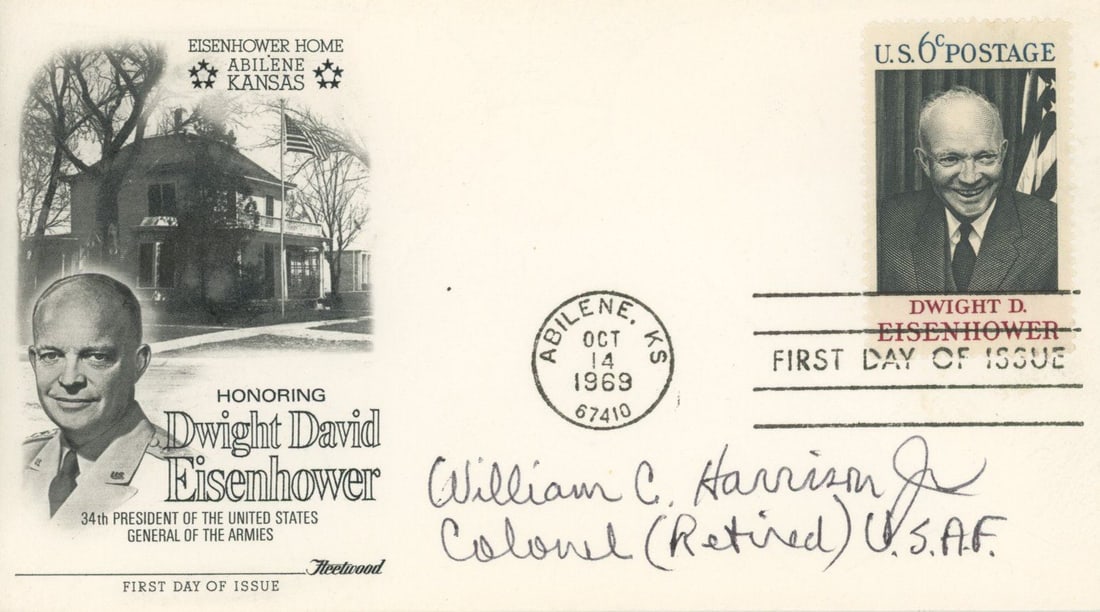 EISENHOWER HOME
ABILENE
KANSAS
HONORING
Dwight David
Eisenhower
34th PRESIDENT OF THE UNITED STATES
GENERAL OF THE ARMIES
Fleetwood
FIRST DAY OF ISSUE
U.S. 6c POSTAGE
DWIGHT D.
EISENHOWER
FIRST DAY OF ISSUE
ABILENE, KS
OCT
14
1969
67410
William C. Harrison Jr
Colonel (Retired) U.S.A.F.